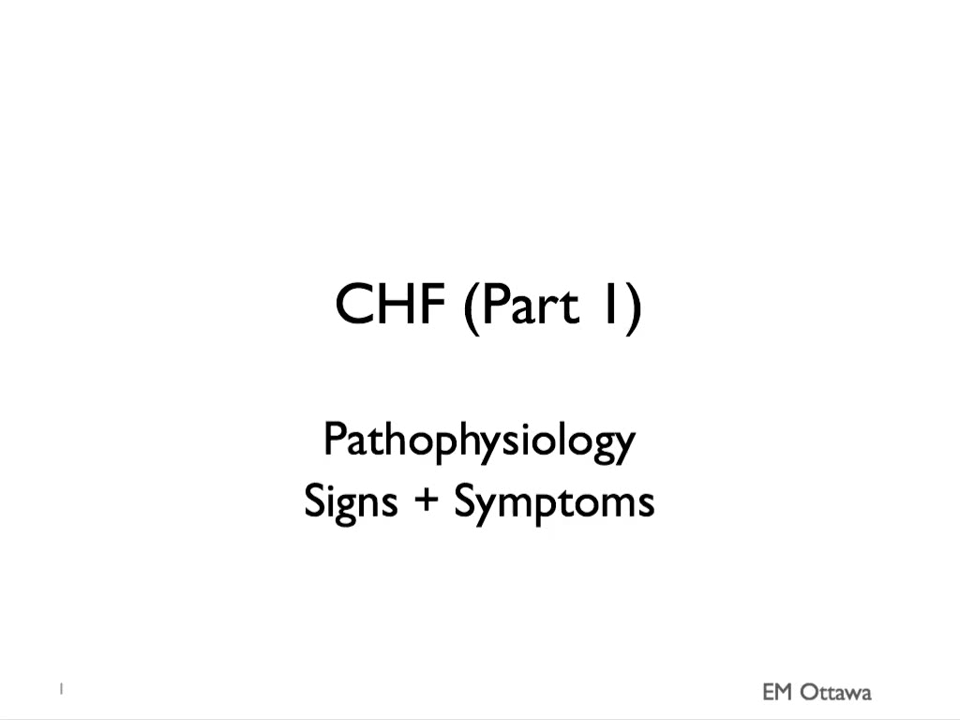 CHF (Part 1)
Pathophysiology
Signs + Symptoms
1
EM Ottawa